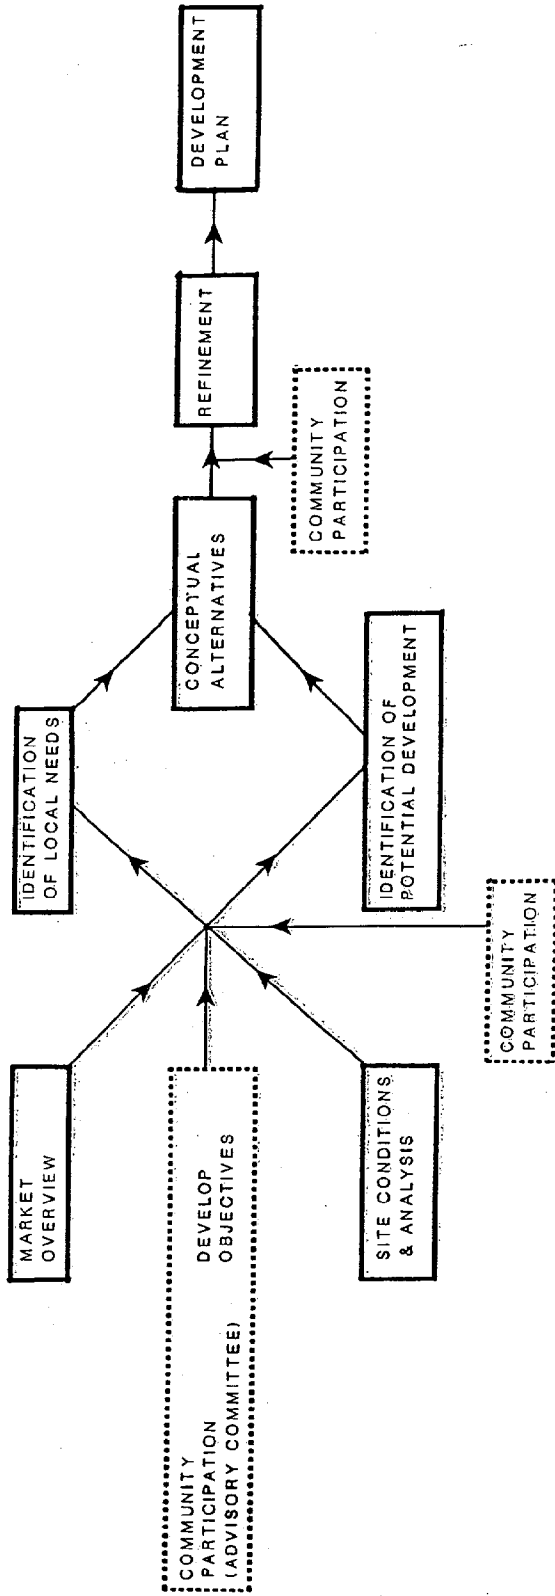 MARKET
OVERVIEW
COMMUNITY
PARTICIPATION
(ADVISORY COMMITTEE)
DEVELOP
OBJECTIVES
SITE CONDITIONS
& ANALYSIS
COMMUNITY
PARTICIPATION
IDENTIFICATION
OF LOCAL NEEDS
IDENTIFICATION OF
POTENTIAL DEVELOPMENT
CONCEPTUAL
ALTERNATIVES
COMMUNITY
PARTICIPATION
REFINEMENT
DEVELOPMENT
PLAN